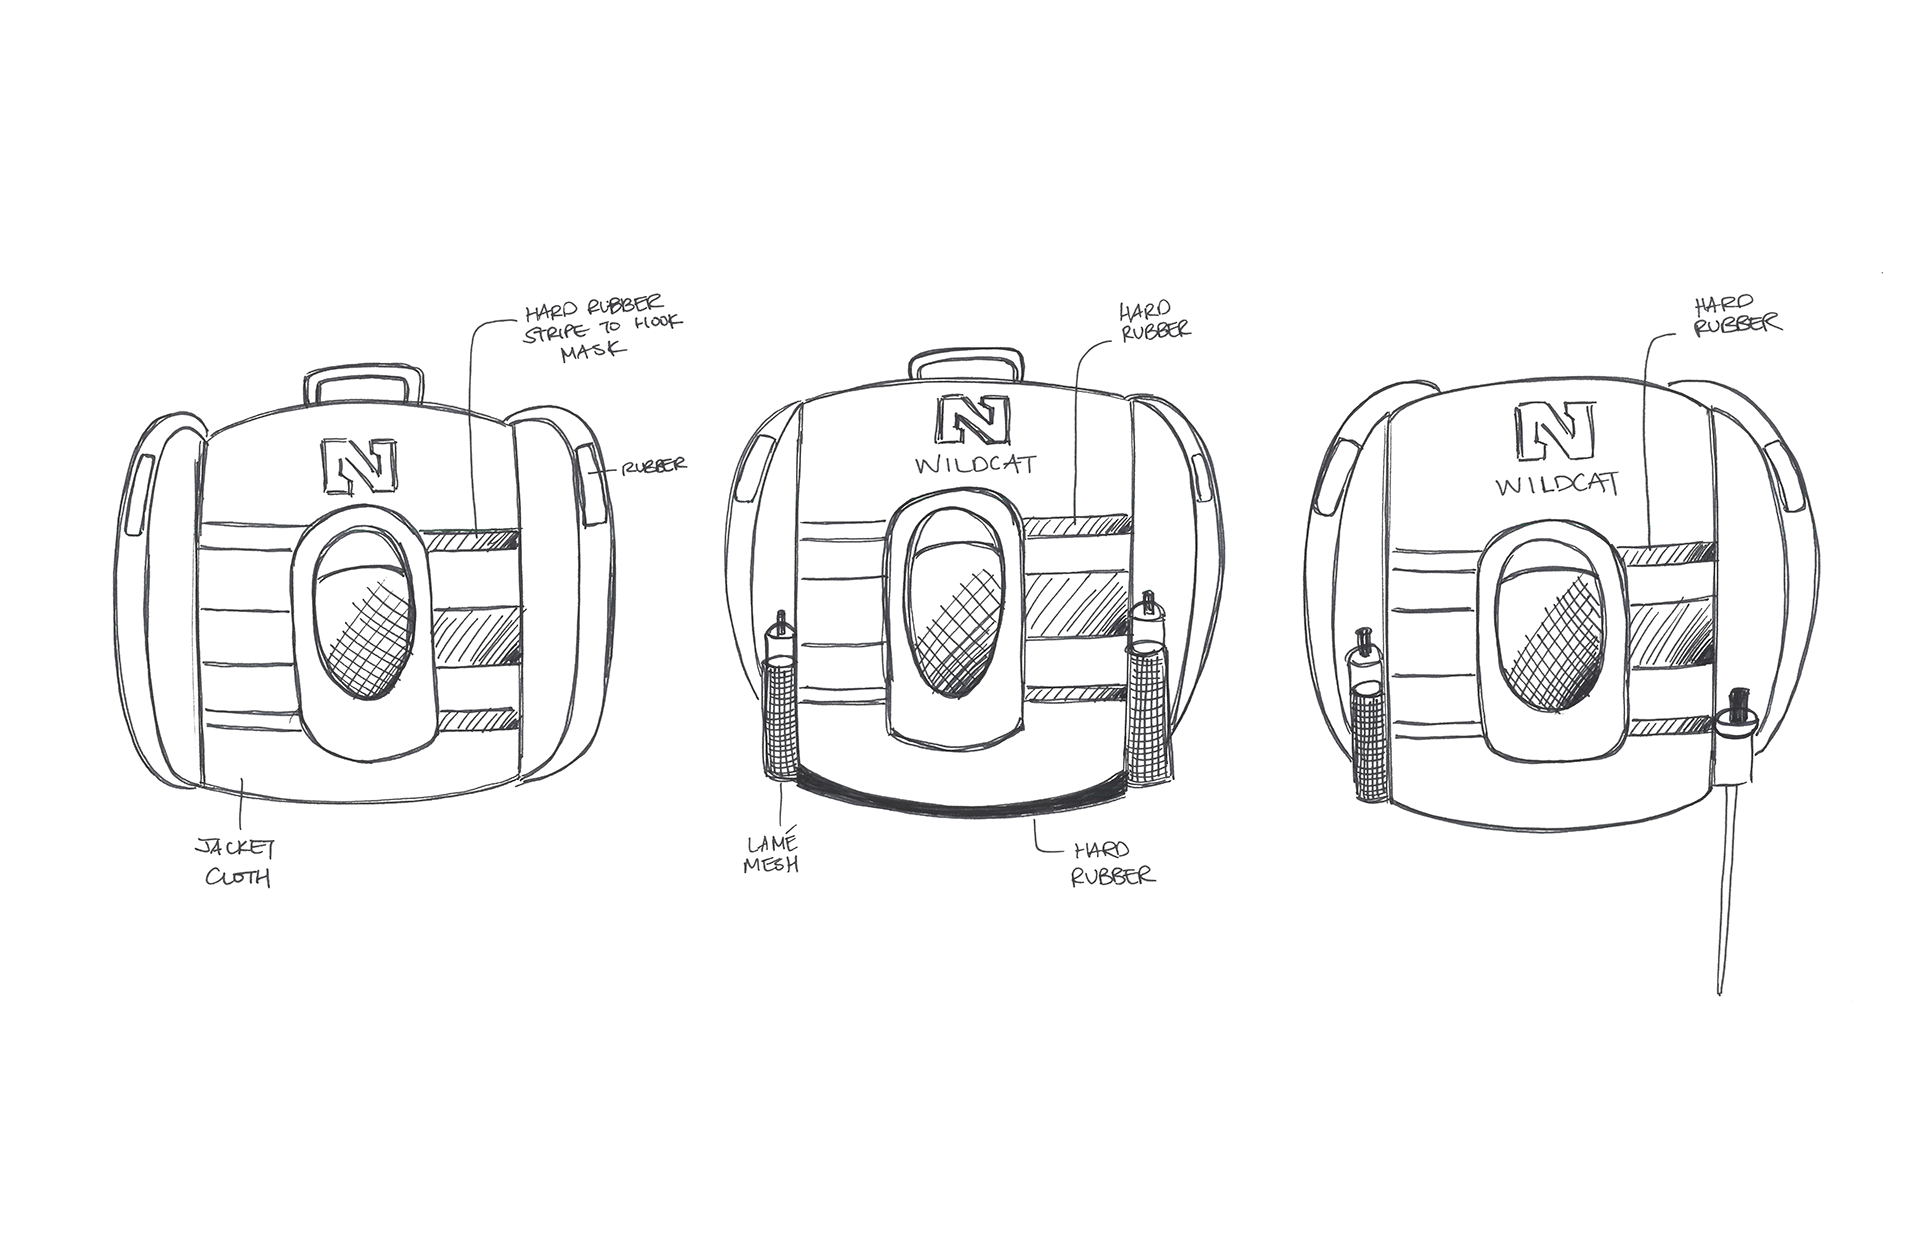 HARD RUBBER
STRIPE TO HOOK
MASK
N
RUBBER
JACKET
CLOTH
HARD
RUBBER
N
WILDCAT
LAMÉ
MESH
HARD
RUBBER
HARD
RUBBER
N
WILDCAT